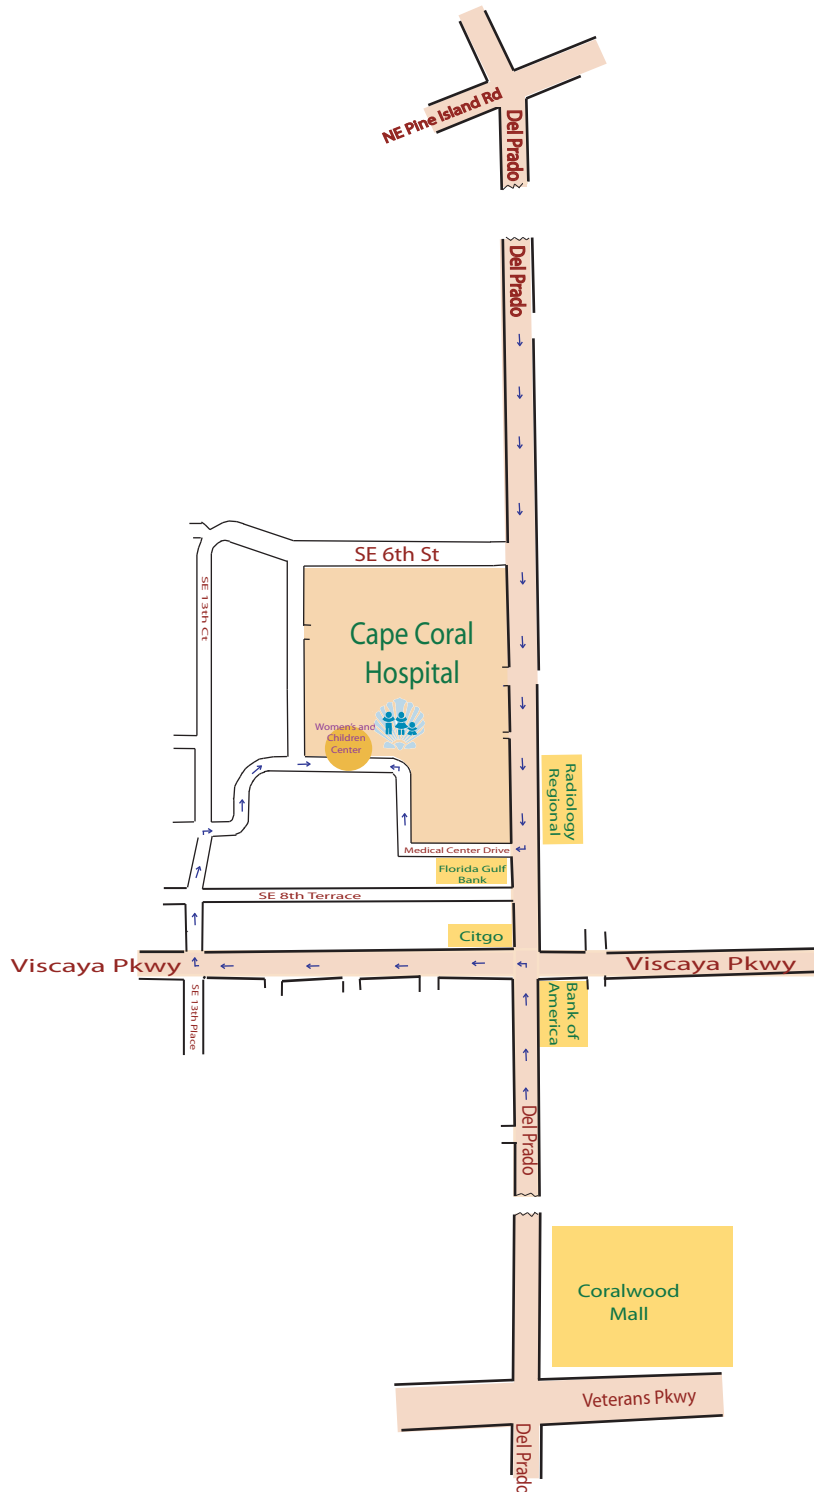 NE Pine Island Rd
Del Prado
Del Prado
SE 6th St
SE 13th Ct
Cape Coral
Hospital
Women's and
Children
Center
Radiology
Regional
Medical Center Drive
Florida Gulf
Bank
SE 8th Terrace
Citgo
Viscaya Pkwy
Viscaya Pkwy
SE 13th Place
Bank of
America
Del Prado
Coralwood
Mall
Veterans Pkwy
Del Prado